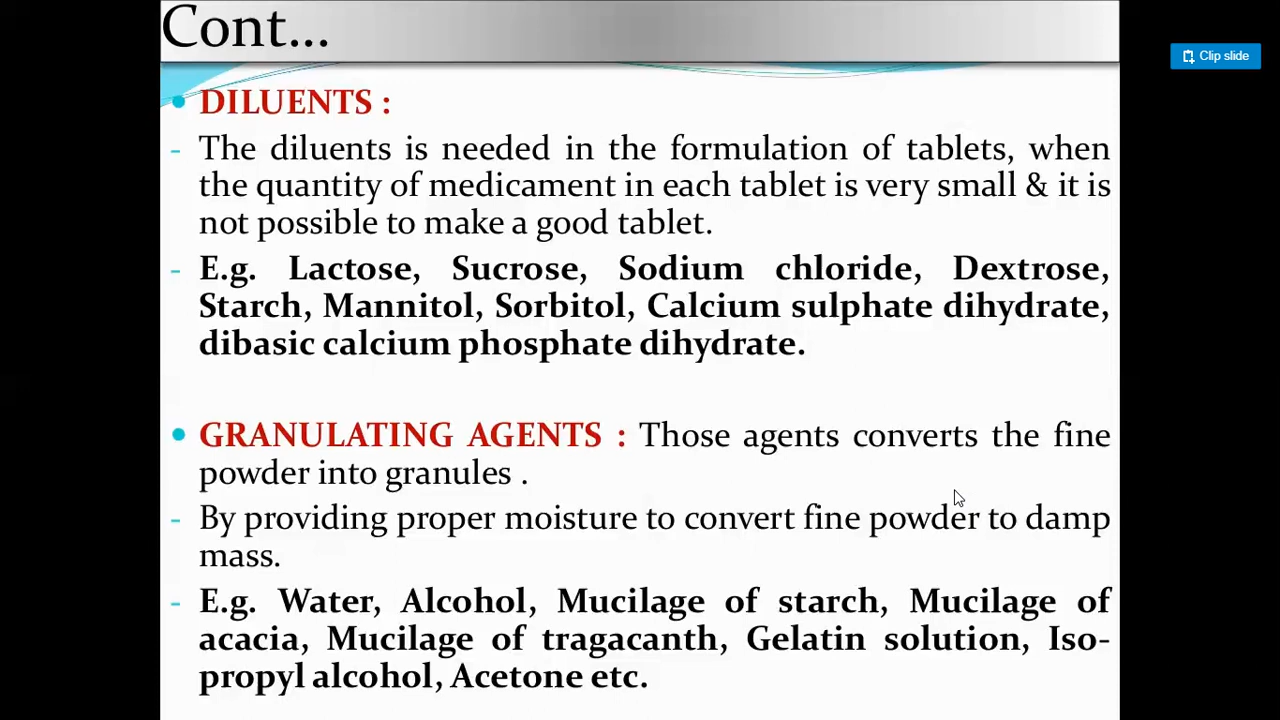 Cont...
Clip slide
• DILUENTS :
- The diluents is needed in the formulation of tablets, when
the quantity of medicament in each tablet is very small & it is
not possible to make a good tablet.
- E.g. Lactose, Sucrose, Sodium chloride, Dextrose,
Starch, Mannitol, Sorbitol, Calcium sulphate dihydrate,
dibasic calcium phosphate dihydrate.
• GRANULATING AGENTS : Those agents converts the fine
powder into granules .
- By providing proper moisture to convert fine powder to damp
mass.
- E.g. Water, Alcohol, Mucilage of starch, Mucilage of
acacia, Mucilage of tragacanth, Gelatin solution, Iso-
propyl alcohol, Acetone etc.